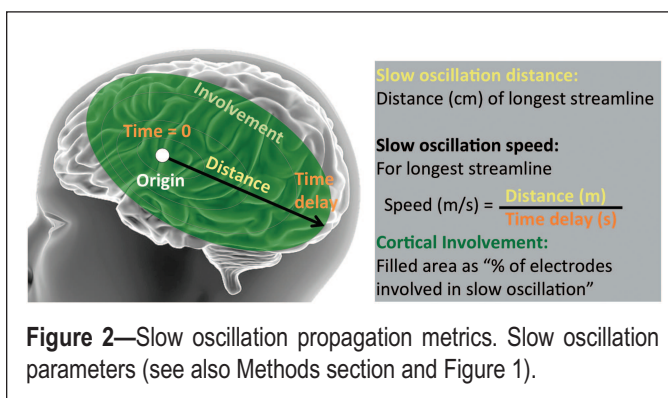 Involvement
Time = 0
Origin
Distance
Time
delay
Slow oscillation distance:
Distance (cm) of longest streamline
Slow oscillation speed:
For longest streamline
Speed (m/s) = Distance (m)
Time delay (s)
Cortical Involvement:
Filled area as “% of electrodes
involved in slow oscillation”
Figure 2—Slow oscillation propagation metrics. Slow oscillation
parameters (see also Methods section and Figure 1).